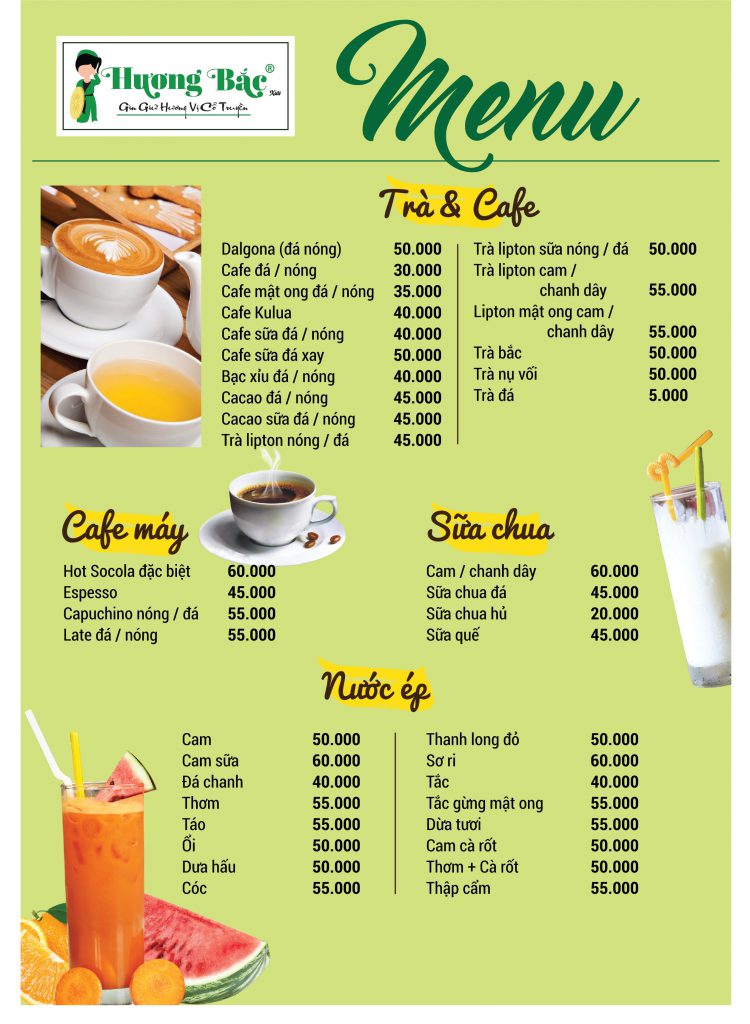 Hương Bắc®
Gìn Giữ Hương Vị Cổ Truyền
Menu
Trà & Cafe
Dalgona (đá nóng) 50.000
Cafe đá / nóng 30.000
Cafe mật ong đá / nóng 35.000
Cafe Kulua 40.000
Cafe sữa đá / nóng 40.000
Cafe sữa đá xay 50.000
Bạc xỉu đá / nóng 40.000
Cacao đá / nóng 45.000
Cacao sữa đá / nóng 45.000
Trà lipton nóng / đá 45.000
Trà lipton sữa nóng / đá 50.000
Trà lipton cam /
chanh dây 55.000
Lipton mật ong cam /
chanh dây 55.000
Trà bắc 50.000
Trà nụ vối 50.000
Trà đá 5.000
Cafe máy
Hot Socola đặc biệt 60.000
Espesso 45.000
Capuchino nóng / đá 55.000
Late đá / nóng 55.000
Sữa chua
Cam / chanh dây 60.000
Sữa chua đá 45.000
Sữa chua hủ 20.000
Sữa quế 45.000
Nước ép
Cam 50.000
Cam sữa 60.000
Đá chanh 40.000
Thơm 55.000
Táo 55.000
Ổi 50.000
Dưa hấu 50.000
Cóc 55.000
Thanh long đỏ 50.000
Sơ ri 60.000
Tắc 40.000
Tắc gừng mật ong 55.000
Dừa tươi 55.000
Cam cà rốt 50.000
Thơm + Cà rốt 50.000
Thập cẩm 55.000